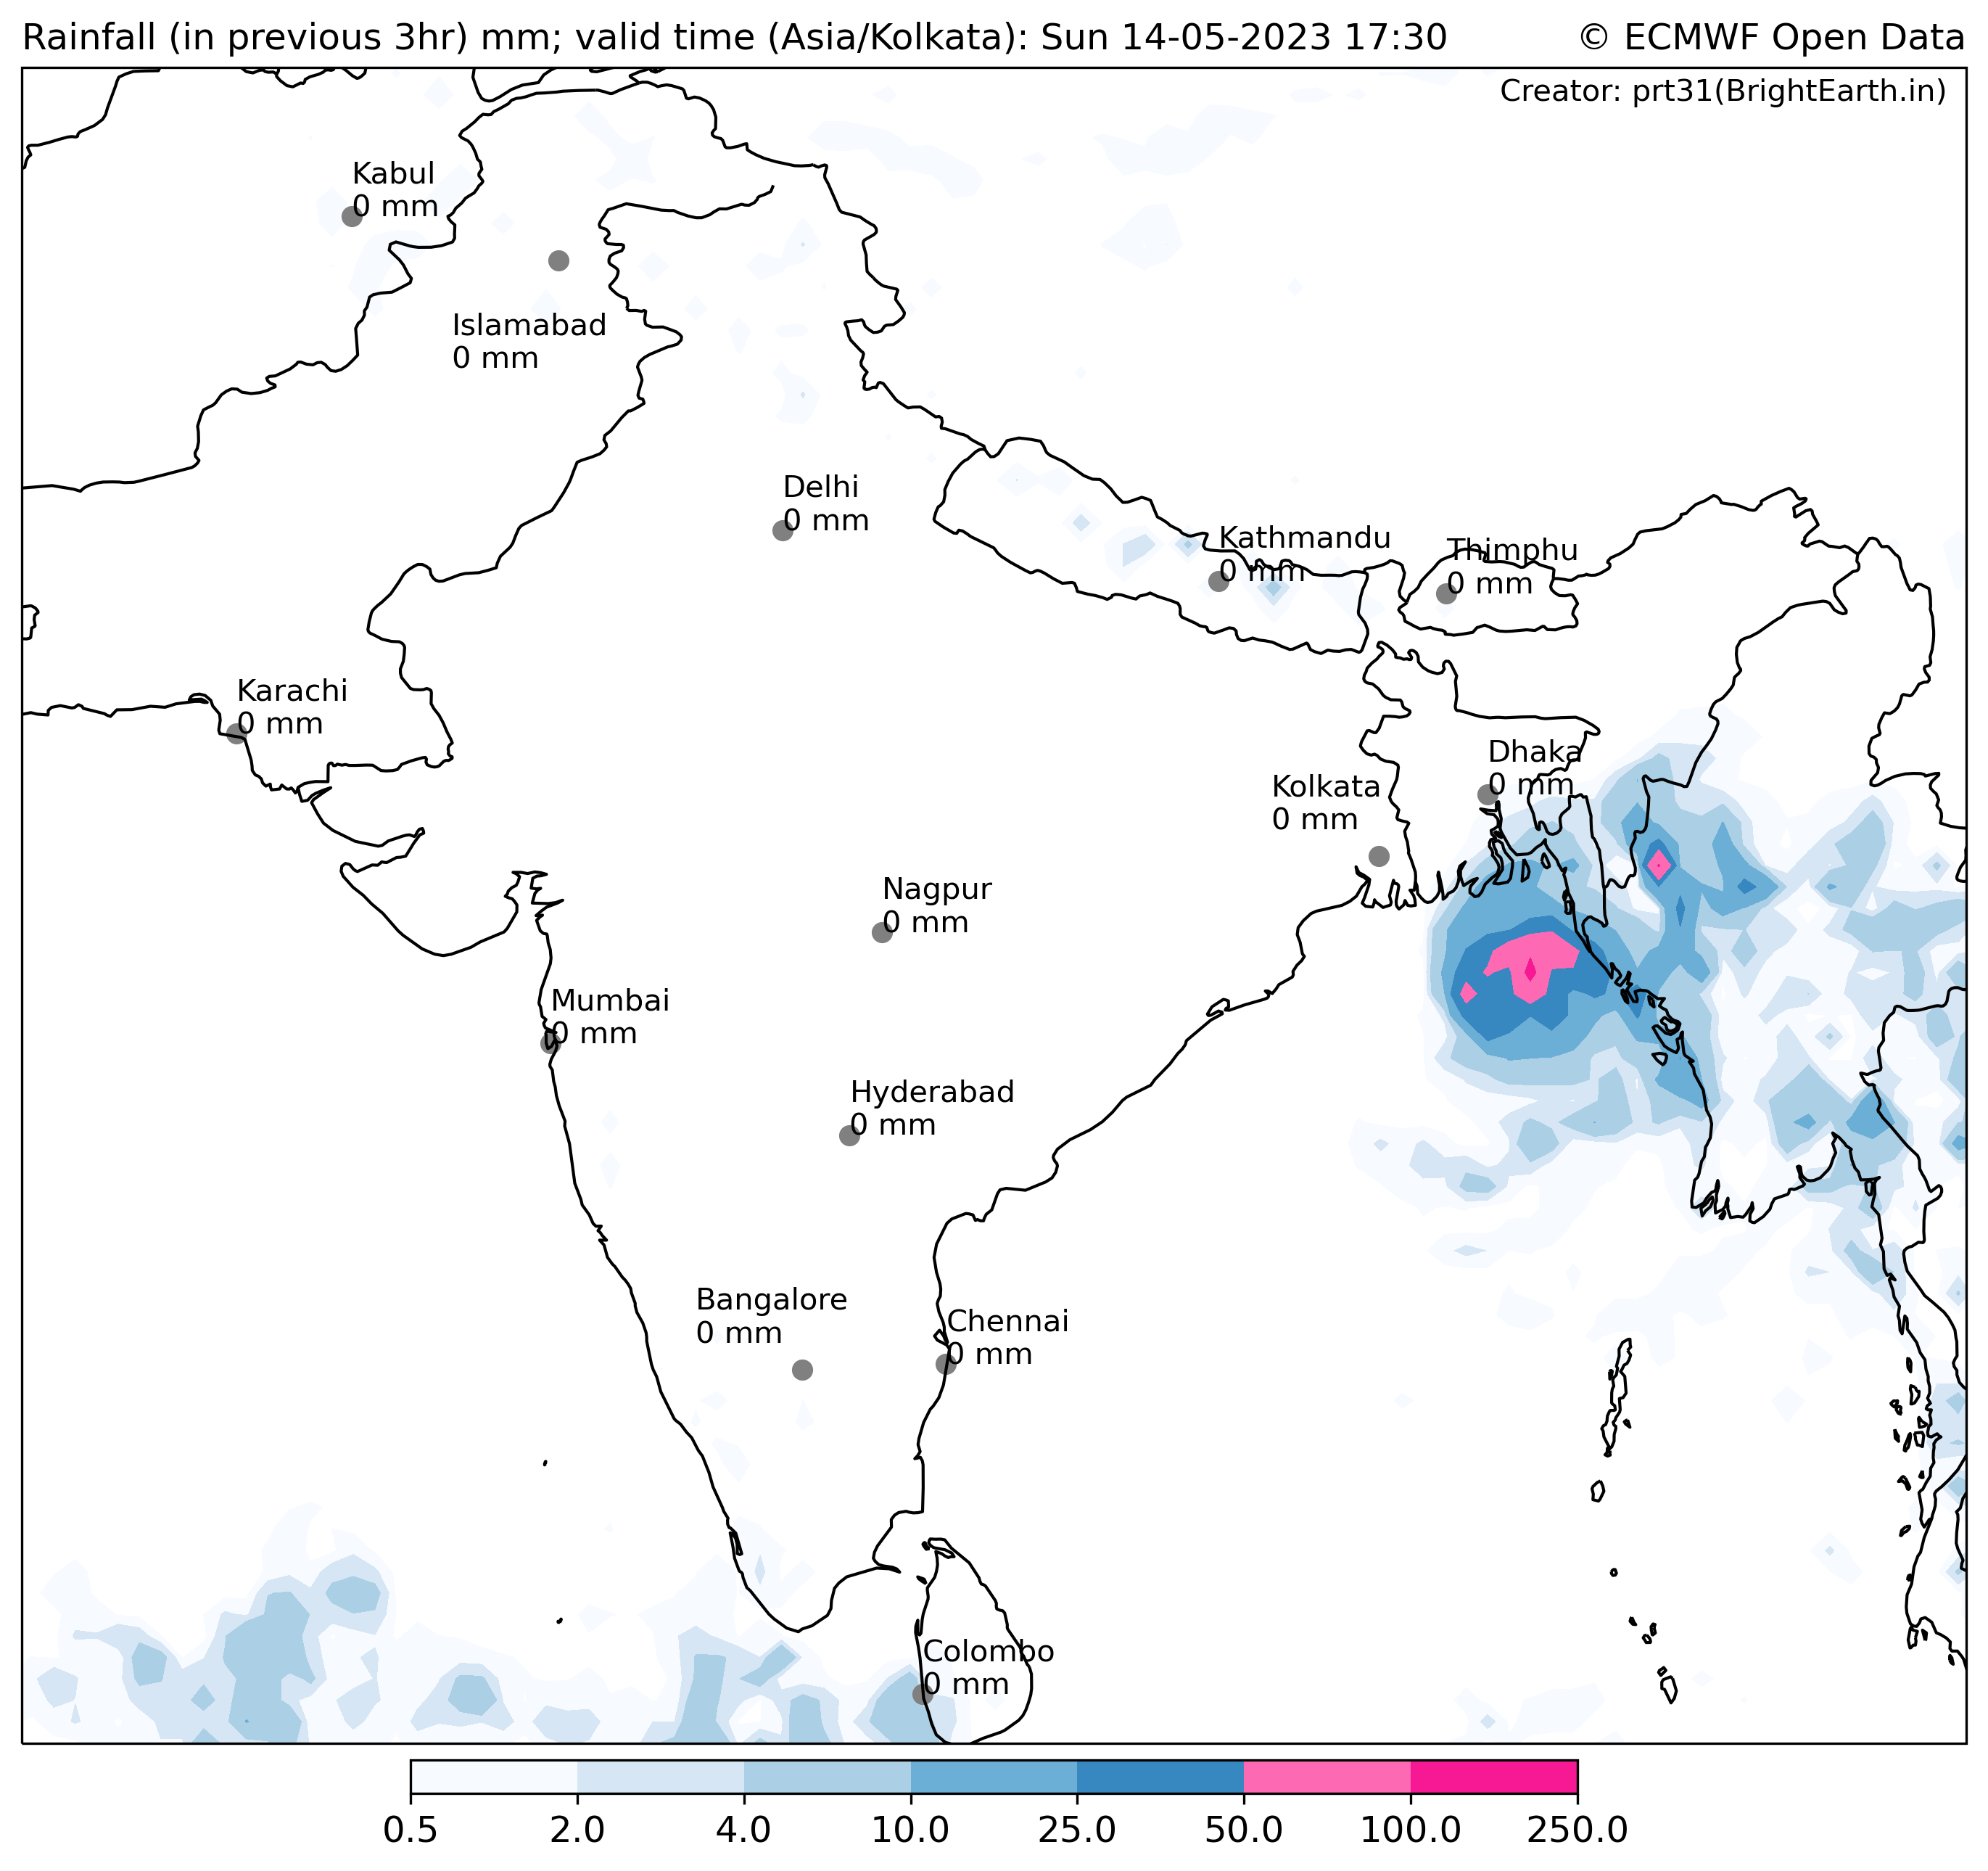 Rainfall (in previous 3hr) mm; valid time (Asia/Kolkata): Sun 14-05-2023 17:30
© ECMWF Open Data
Creator: prt31(BrightEarth.in)
Kabul
0 mm
Islamabad
0 mm
Delhi
0 mm
Kathmandu
0 mm
Thimphu
0 mm
Karachi
0 mm
Dhaka
0 mm
Kolkata
0 mm
Nagpur
0 mm
Mumbai
0 mm
Hyderabad
0 mm
Bangalore
0 mm
Chennai
0 mm
Colombo
0 mm
0.5 2.0 4.0 10.0 25.0 50.0 100.0 250.0